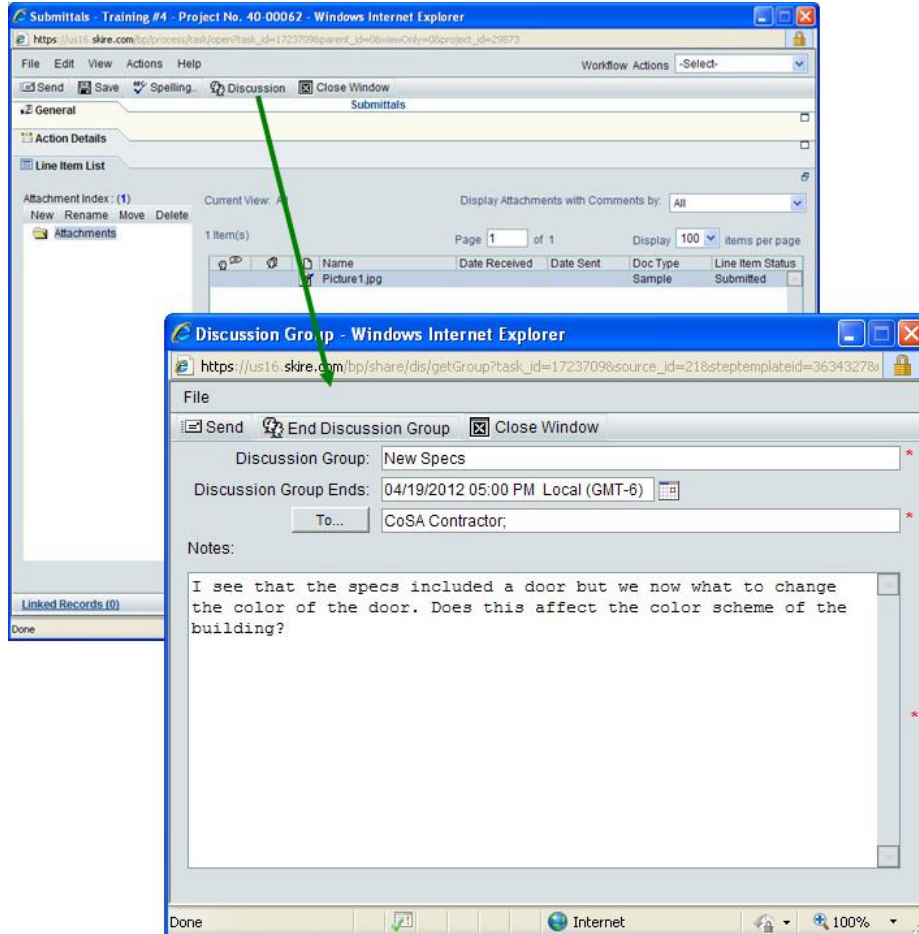 Submittals - Training #4 - Project No. 40-00062 - Windows Internet Explorer
https://us16.skire.com/bp/process/task/open?task_id=1723709&parent_id=0&viewOnly=0&project_id=29873
File Edit View Actions Help Workflow Actions -Select-
Send Save Spelling.. Discussion Close Window
Submittals
General
Action Details
Line Item List
Attachment Index : (1) Current View: All Display Attachments with Comments by: All
New Rename Move Delete
Attachments 1 Item(s) Page 1 of 1 Display 100 items per page
Name Date Received Date Sent Doc Type Line Item Status
Picture1.jpg Sample Submitted
Linked Records (0)
Done
Discussion Group - Windows Internet Explorer
https://us16.skire.com/bp/share/dis/getGroup?task_id=1723709&source_id=21&steptemplateid=3634327&
File
Send End Discussion Group Close Window
Discussion Group: New Specs *
Discussion Group Ends: 04/19/2012 05:00 PM Local (GMT-6)
To... CoSA Contractor; *
Notes:
I see that the specs included a door but we now what to change
the color of the door. Does this affect the color scheme of the
building?
*
Done Internet 100%